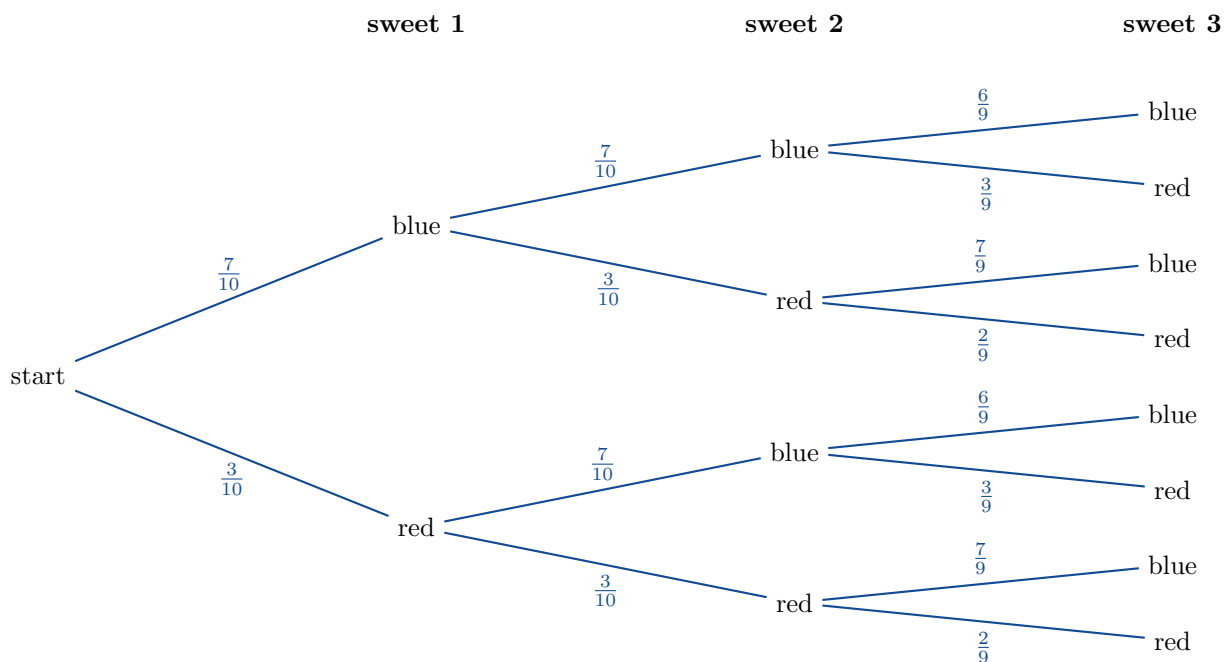 sweet 1 sweet 2 sweet 3
6/9
blue
7/10
blue
3/9
red
blue
7/10
7/9
blue
3/10
red
2/9
red
start
6/9
blue
3/10
7/10
blue
3/9
red
red
7/9
blue
3/10
red
2/9
red